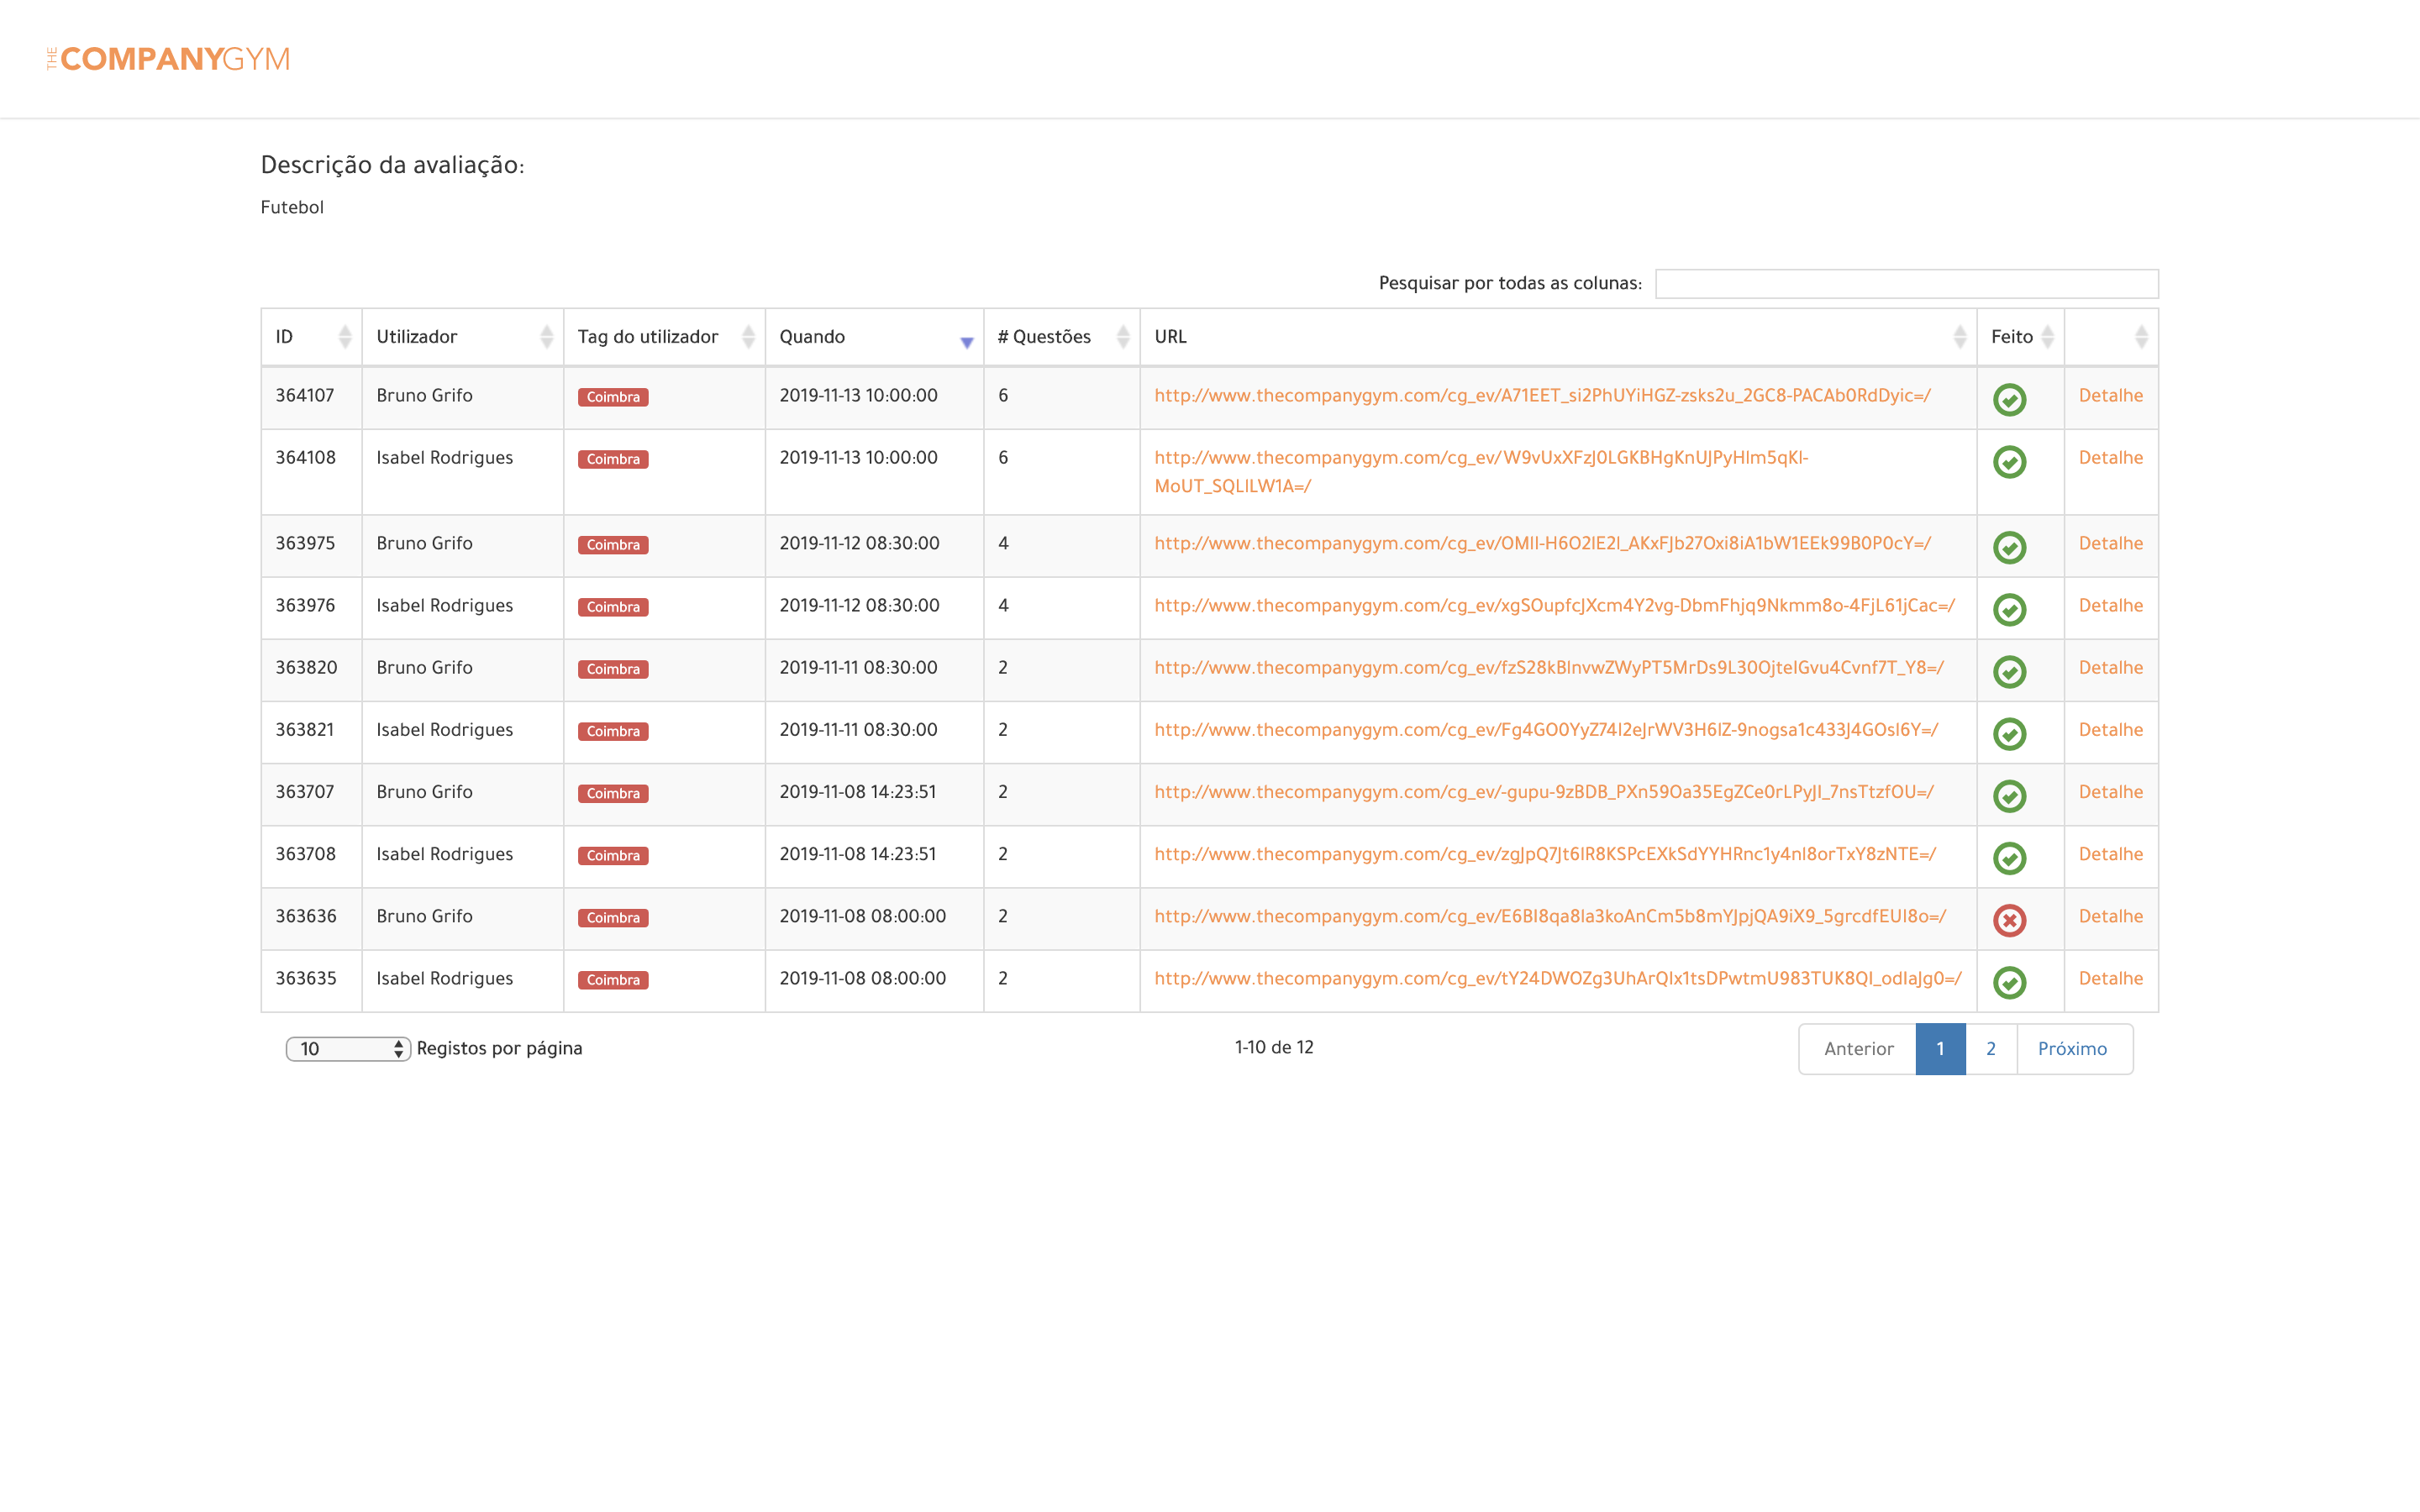 THE COMPANYGYM
Descrição da avaliação:
Futebol
Pesquisar por todas as colunas:
ID Utilizador Tag do utilizador Quando # Questões URL Feito
364107 Bruno Grifo Coimbra 2019-11-13 10:00:00 6 http://www.thecompanygym.com/cg_ev/A71EET_si2PhUYiHGZ-zsks2u_2GC8-PACAb0RdDyic=/ Detalhe
364108 Isabel Rodrigues Coimbra 2019-11-13 10:00:00 6 http://www.thecompanygym.com/cg_ev/W9vUxXFzJ0LGKBHgKnUJPyHlm5qKl- Detalhe
MoUT_SQLlLW1A=/
363975 Bruno Grifo Coimbra 2019-11-12 08:30:00 4 http://www.thecompanygym.com/cg_ev/OMll-H6O2lE2l_AKxFJb27Oxi8iA1bW1EEk99B0P0cY=/ Detalhe
363976 Isabel Rodrigues Coimbra 2019-11-12 08:30:00 4 http://www.thecompanygym.com/cg_ev/xgSOupfcJXcm4Y2vg-DbmFhjq9Nkmm8o-4FjL61jCac=/ Detalhe
363820 Bruno Grifo Coimbra 2019-11-11 08:30:00 2 http://www.thecompanygym.com/cg_ev/fzS28kBlnvwZWyPT5MrDs9L30OjteIGvu4Cvnf7T_Y8=/ Detalhe
363821 Isabel Rodrigues Coimbra 2019-11-11 08:30:00 2 http://www.thecompanygym.com/cg_ev/Fg4GO0YyZ74l2eJrWV3H6lZ-9nogsa1c433J4GOsl6Y=/ Detalhe
363707 Bruno Grifo Coimbra 2019-11-08 14:23:51 2 http://www.thecompanygym.com/cg_ev/-gupu-9zBDB_PXn59Oa35EgZCe0rLPyJl_7nsTtzfOU=/ Detalhe
363708 Isabel Rodrigues Coimbra 2019-11-08 14:23:51 2 http://www.thecompanygym.com/cg_ev/zgJpQ7Jt6lR8KSPcEXkSdYYHRnc1y4nl8orTxY8zNTE=/ Detalhe
363636 Bruno Grifo Coimbra 2019-11-08 08:00:00 2 http://www.thecompanygym.com/cg_ev/E6Bl8qa8la3koAnCm5b8mYJpjQA9iX9_5grcdfEUl8o=/ Detalhe
363635 Isabel Rodrigues Coimbra 2019-11-08 08:00:00 2 http://www.thecompanygym.com/cg_ev/tY24DWOZg3UhArQlx1tsDPwtmU983TUK8Ql_odlaJg0=/ Detalhe
10 Registos por página 1-10 de 12 Anterior 1 2 Próximo